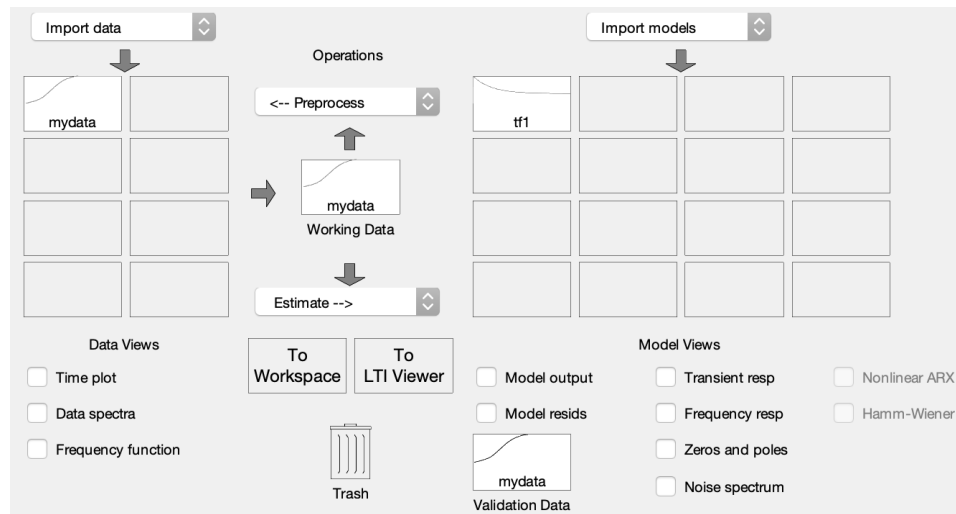 Import data
Import models
Operations
<-- Preprocess
mydata
tf1
mydata
Working Data
Estimate -->
Data Views
Model Views
To
Workspace
To
LTI Viewer
Time plot
Data spectra
Frequency function
Model output
Model resids
Transient resp
Frequency resp
Zeros and poles
Noise spectrum
Nonlinear ARX
Hamm-Wiener
Trash
mydata
Validation Data